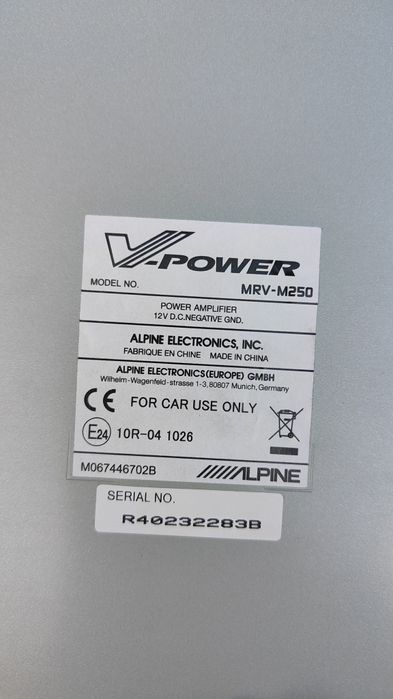 V-POWER
MODEL NO. MRV-M250
POWER AMPLIFIER
12V D.C.NEGATIVE GND.
ALPINE ELECTRONICS, INC.
FABRIQUE EN CHINE MADE IN CHINA
ALPINE ELECTRONICS(EUROPE) GMBH
Wilhelm-Wagenfeld-strasse 1-3,80807 Munich, Germany
CE FOR CAR USE ONLY
E24 10R-04 1026
M067446702B ALPINE
SERIAL NO.
R40232283B